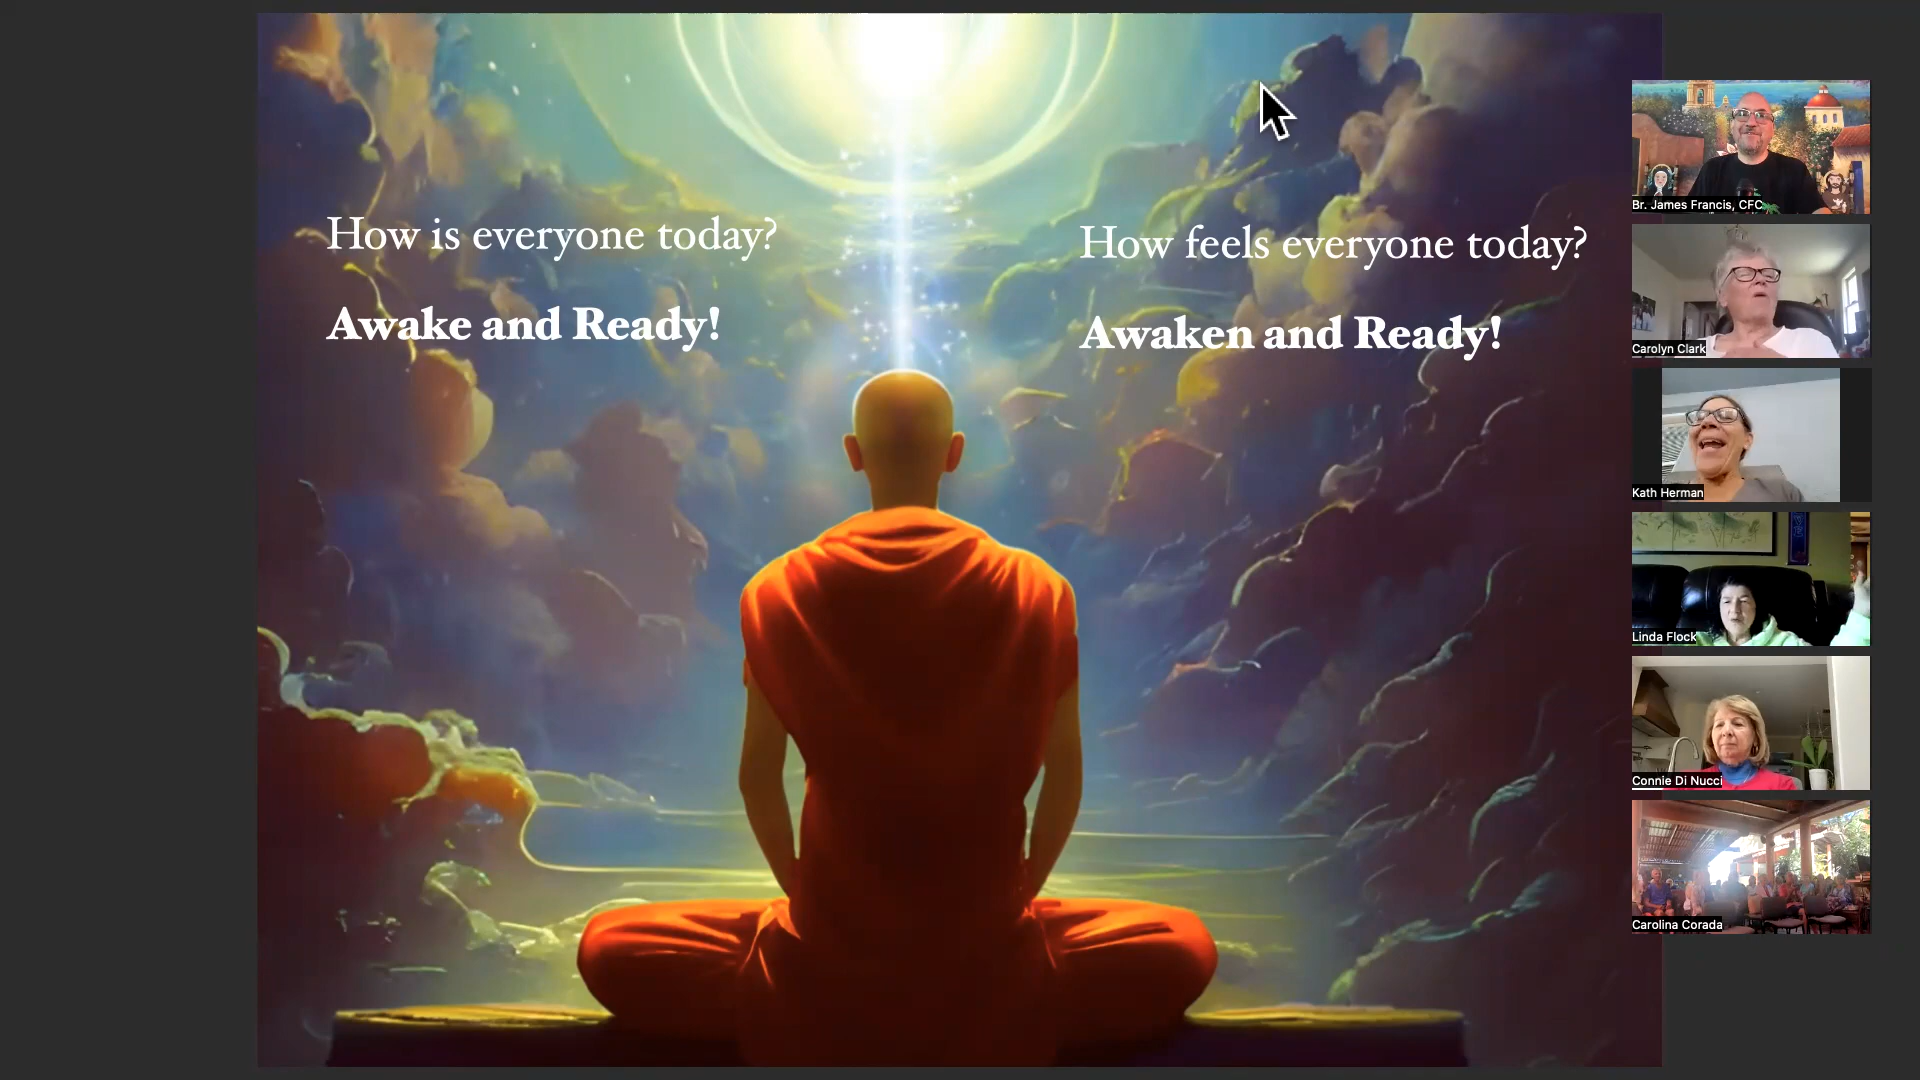 How is everyone today?
Awake and Ready!
How feels everyone today?
Awaken and Ready!
Br. James Francis, CFC
Carolyn Clark
Kath Herman
Linda Flock
Connie Di Nucci
Carolina Corada